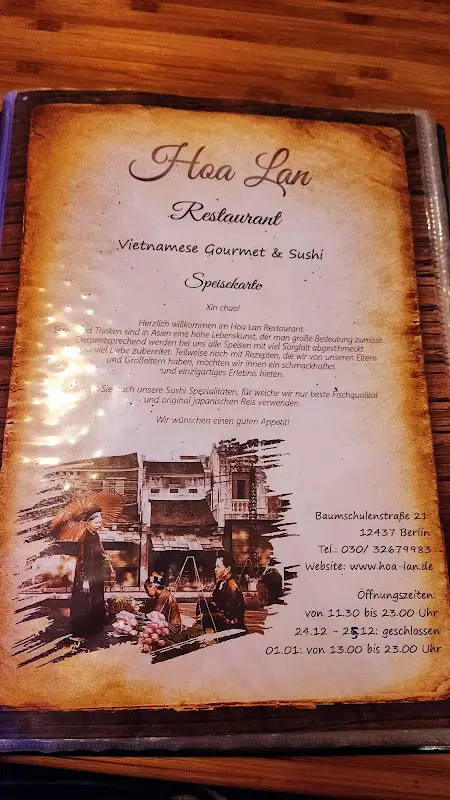 Hoa Lan
Restaurant
Vietnamese Gourmet & Sushi
Speisekarte
Xin chao!
Herzlich willkommen im Hoa Lan Restaurant.
und Trinken sind in Asien eine hohe Lebenskunst, der man große Bedeutung zumisst.
Dementsprechend werden bei uns alle Speisen mit viel Sorgfalt abgestimmt
viel Liebe zubereitet. Teilweise nach Rezepten, die wir von unseren Eltern
und Großeltern haben, möchten wir Ihnen ein schmackhaftes
und einzigartiges Erlebnis bieten.
Sie auch unsere Sushi Spezialitäten, für welche wir nur beste Fischqualität
- und original japanischen Reis verwenden.
Wir wünschen einen guten Appetit!
Baumschulenstraße 21
12437 Berlin
Tel.: 030/ 32679983
Website: www.hoa-lan.de
Öffnungszeiten:
von 11.30 bis 23.00 Uhr
24.12 - 25.12: geschlossen
01.01: von 13.00 bis 23.00 Uhr